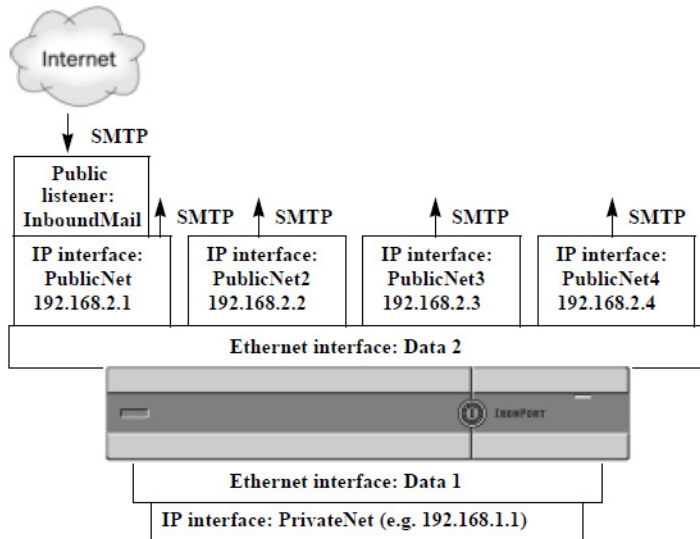 Internet
SMTP
Public
listener:
InboundMail
SMTP
SMTP
SMTP
SMTP
IP interface:
PublicNet
192.168.2.1
IP interface:
PublicNet2
192.168.2.2
IP interface:
PublicNet3
192.168.2.3
IP interface:
PublicNet4
192.168.2.4
Ethernet interface: Data 2
IRONPORT
Ethernet interface: Data 1
IP interface: PrivateNet (e.g. 192.168.1.1)